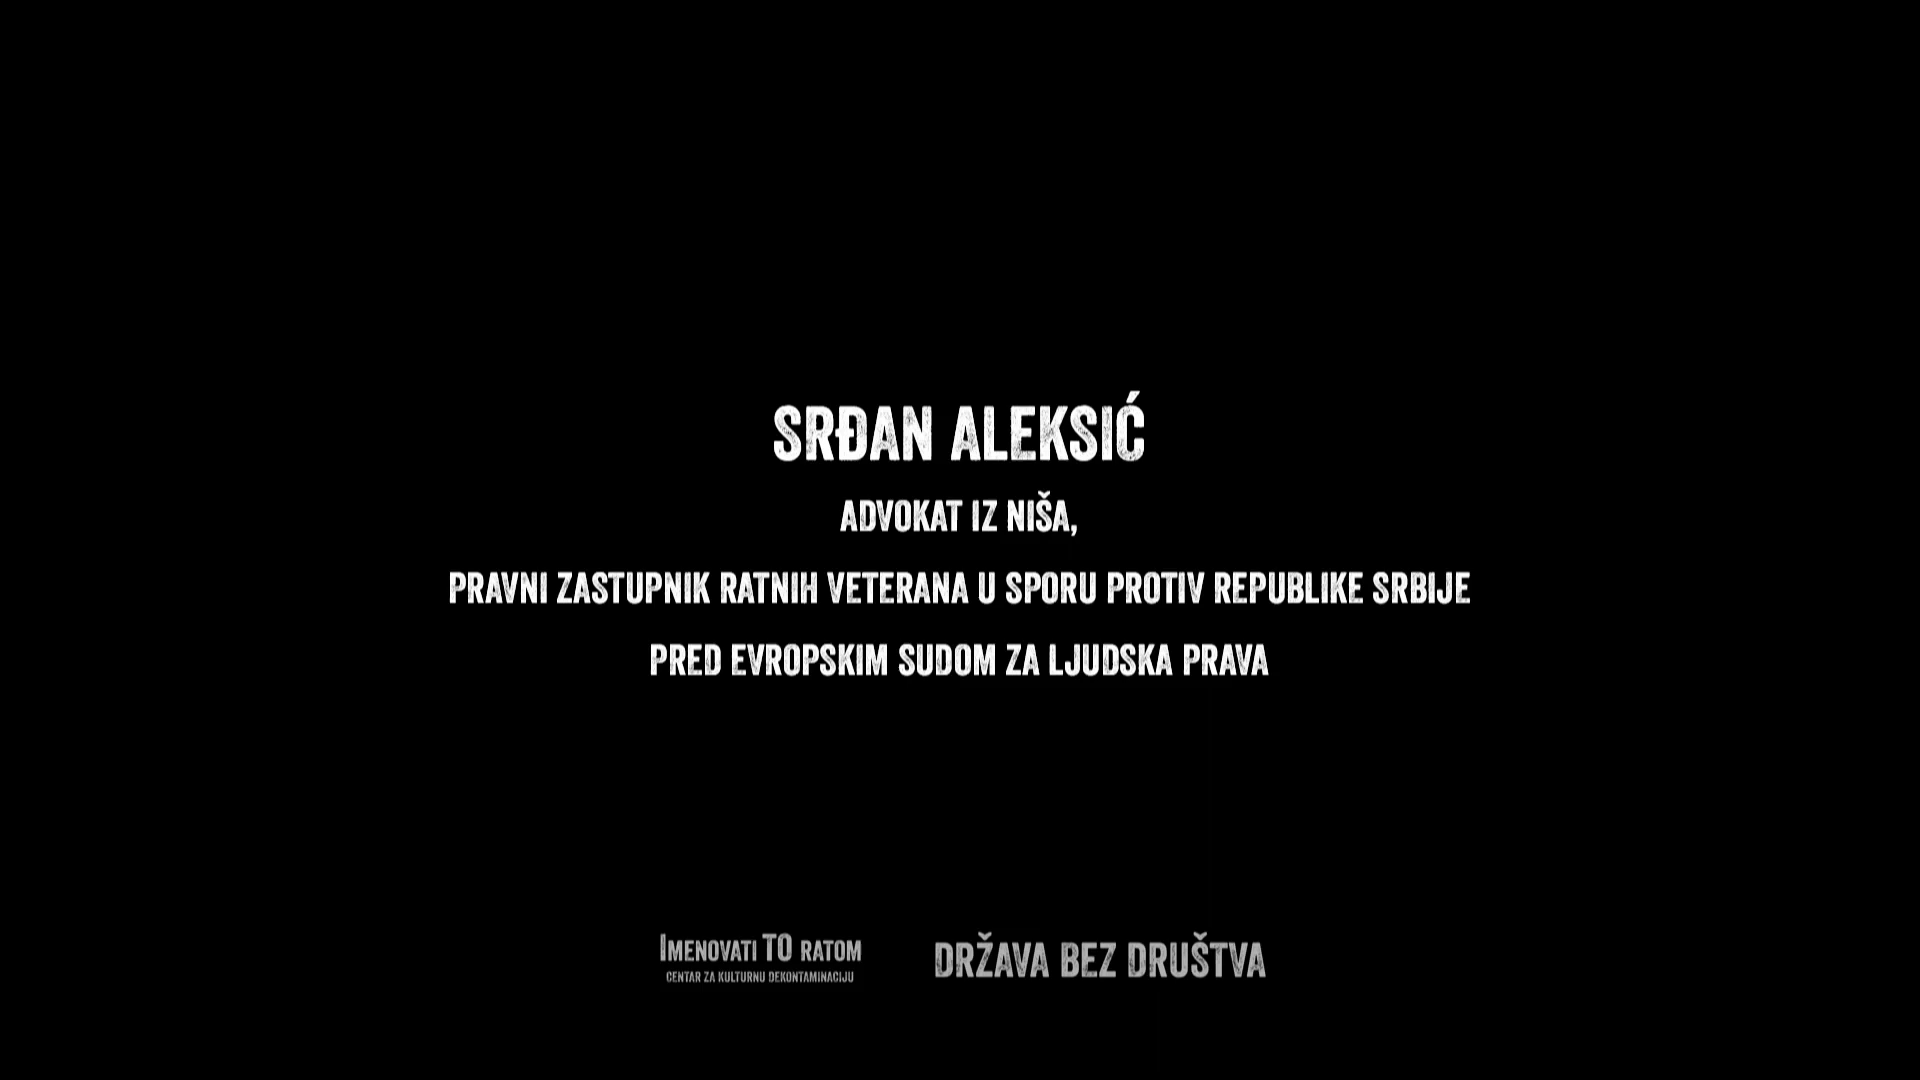 SRĐAN ALEKSIĆ
ADVOKAT IZ NIŠA,
PRAVNI ZASTUPNIK RATNIH VETERANA U SPORU PROTIV REPUBLIKE SRBIJE
PRED EVROPSKIM SUDOM ZA LJUDSKA PRAVA
IMENOVATI TO RATOM
CENTAR ZA KULTURNU DEKONTAMINACIJU
DRŽAVA BEZ DRUŠTVA